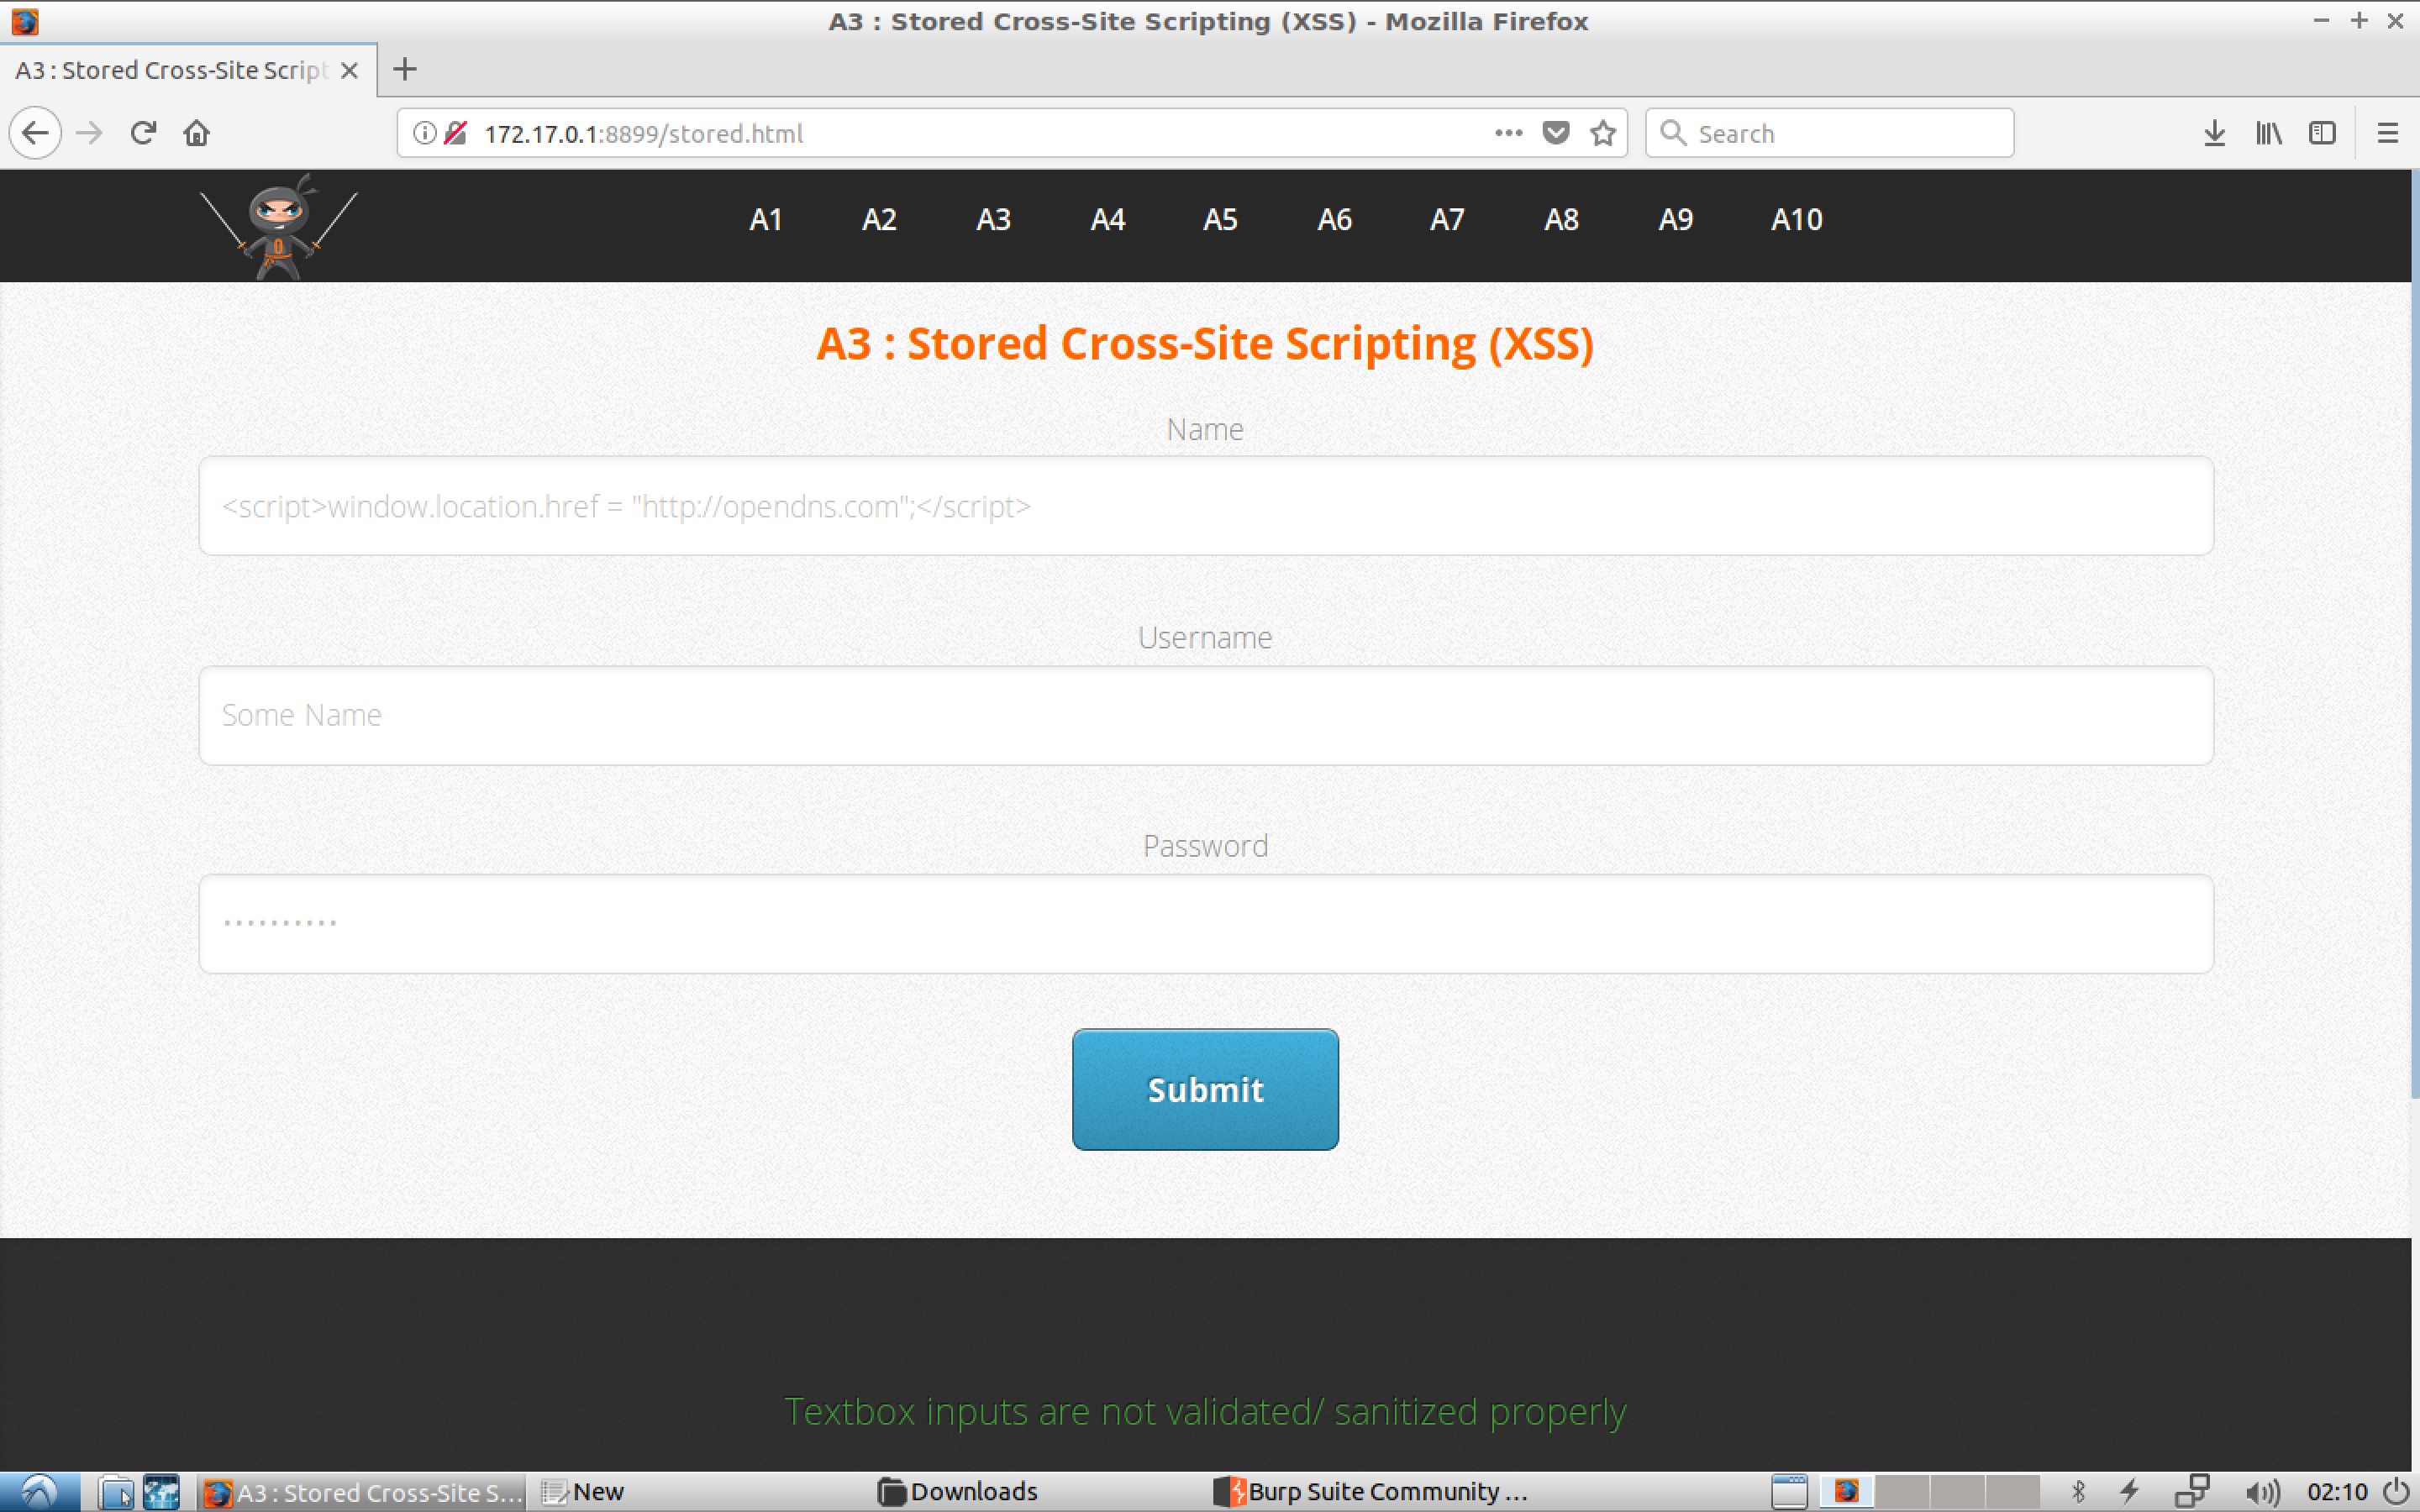 A3 : Stored Cross-Site Scripting (XSS) - Mozilla Firefox
A3 : Stored Cross-Site Script
172.17.0.1:8899/stored.html
Search
A1 A2 A3 A4 A5 A6 A7 A8 A9 A10
A3 : Stored Cross-Site Scripting (XSS)
Name
<script>window.location.href = "http://opendns.com";</script>
Username
Some Name
Password
Submit
Textbox inputs are not validated/ sanitized properly
A3 : Stored Cross-Site S... New Downloads Burp Suite Community ... 02:10